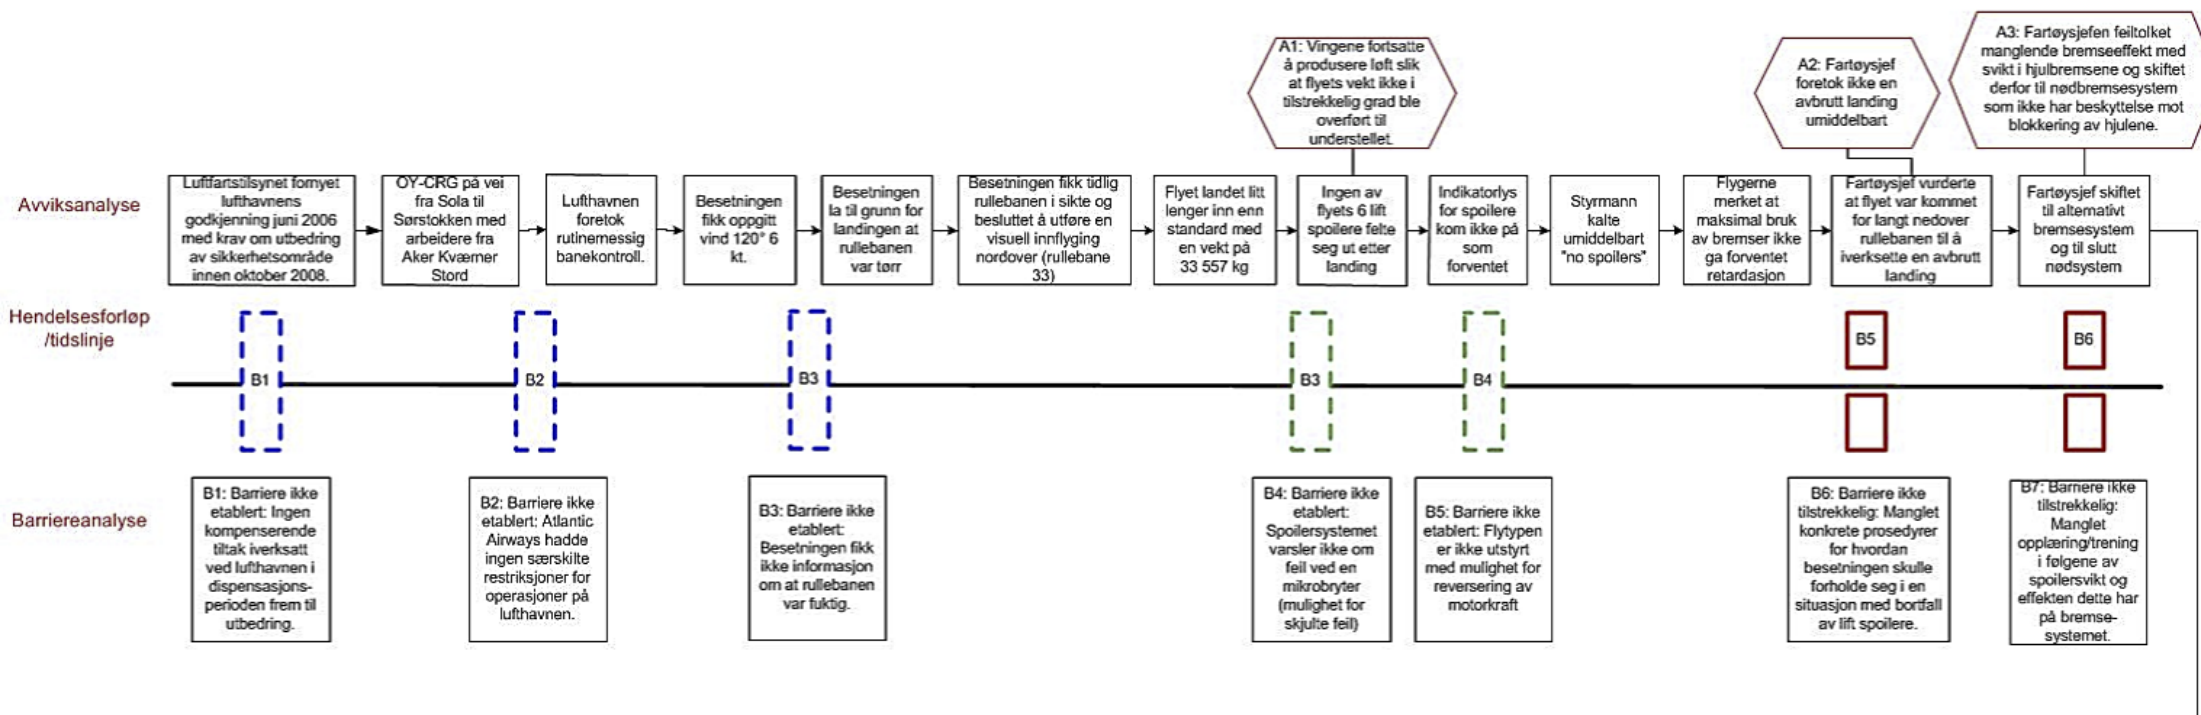 A1: Vingene fortsatte
å produsere løft slik
at flyets vekt ikke i
tilstrekkelig grad ble
overført til
understellet.
A2: Fartøysjef
foretok ikke en
avbrutt landing
umiddelbart
A3: Fartøysjefen feiltolket
manglende bremseeffekt med
svikt i hjulbremsene og skiftet
derfor til nødbremsesystem
som ikke har beskyttelse mot
blokkering av hjulene.
Avviksanalyse
Luftfartstilsynet fornyet
lufthavnens
godkjenning juni 2006
med krav om utbedring
av sikkerhetsområde
innen oktober 2008.
OY-CRG på vei
fra Sola til
Sørstokken med
arbeidere fra
Aker Kværner
Stord
Lufthavnen
foretok
rutinemessig
banekontroll.
Besetningen
fikk oppgitt
vind 120° 6
kt.
Besetningen
la til grunn for
landingen at
rullebanen
var tørr
Besetningen fikk tidlig
rullebanen i sikte og
besluttet å utføre en
visuell innflyging
nordover (rullebane
33)
Flyet landet litt
lenger inn enn
standard med
en vekt på
33 557 kg
Ingen av
flyets 6 lift
spoilere felte
seg ut etter
landing
Indikatorlys
for spoilere
kom ikke på
som
forventet
Styrmann
kalte
umiddelbart
"no spoilers"
Flygerne
merket at
maksimal bruk
av bremser ikke
ga forventet
retardasjon
Fartøysjef vurderte
at flyet var kommet
for langt nedover
rullebanen til å
iverksette en avbrutt
landing
Fartøysjef skiftet
til alternativt
bremsesystem
og til slutt
nødsystem
Hendelsesforløp
/tidslinje
B1
B2
B3
B3
B4
B5
B6
Barriereanalyse
B1: Barriere ikke
etablert: Ingen
kompenserende
tiltak iverksatt
ved lufthavnen i
dispensasjons-
perioden frem til
utbedring.
B2: Barriere ikke
etablert: Atlantic
Airways hadde
ingen særskilte
restriksjoner for
operasjoner på
lufthavnen.
B3: Barriere ikke
etablert:
Besetningen fikk
ikke informasjon
om at rullebanen
var fuktig.
B4: Barriere ikke
etablert:
Spoilersystemet
varsler ikke om
feil ved en
mikrobryter
(mulighet for
skjulte feil)
B5: Barriere ikke
etablert: Flytypen
er ikke utstyrt
med mulighet for
reversering av
motorkraft
B6: Barriere ikke
tilstrekkelig: Manglet
konkrete prosedyrer
for hvordan
besetningen skulle
forholde seg i en
situasjon med bortfall
av lift spoilere.
B7: Barriere ikke
tilstrekkelig:
Manglet
opplæring/trening
i følgene av
spoilersvikt og
effekten dette har
på bremse-
systemet.